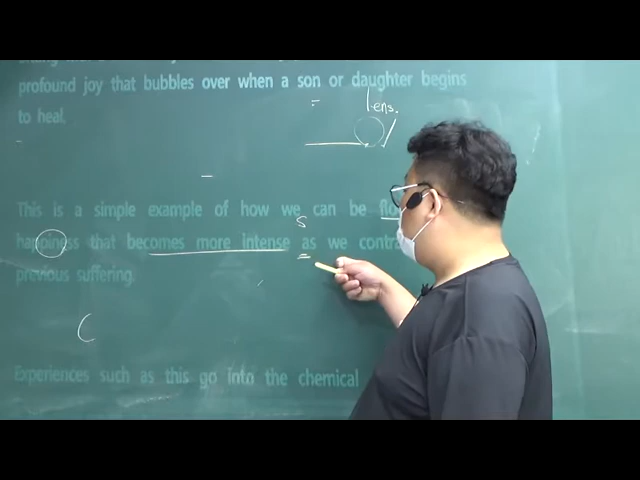 profound joy that bubbles over when a son or daughter begins
to heal.
lens.
This is a simple example of how we can be
S
happiness that becomes more intense as we
previous suffering.
C
Experiences such as this go into the chemical